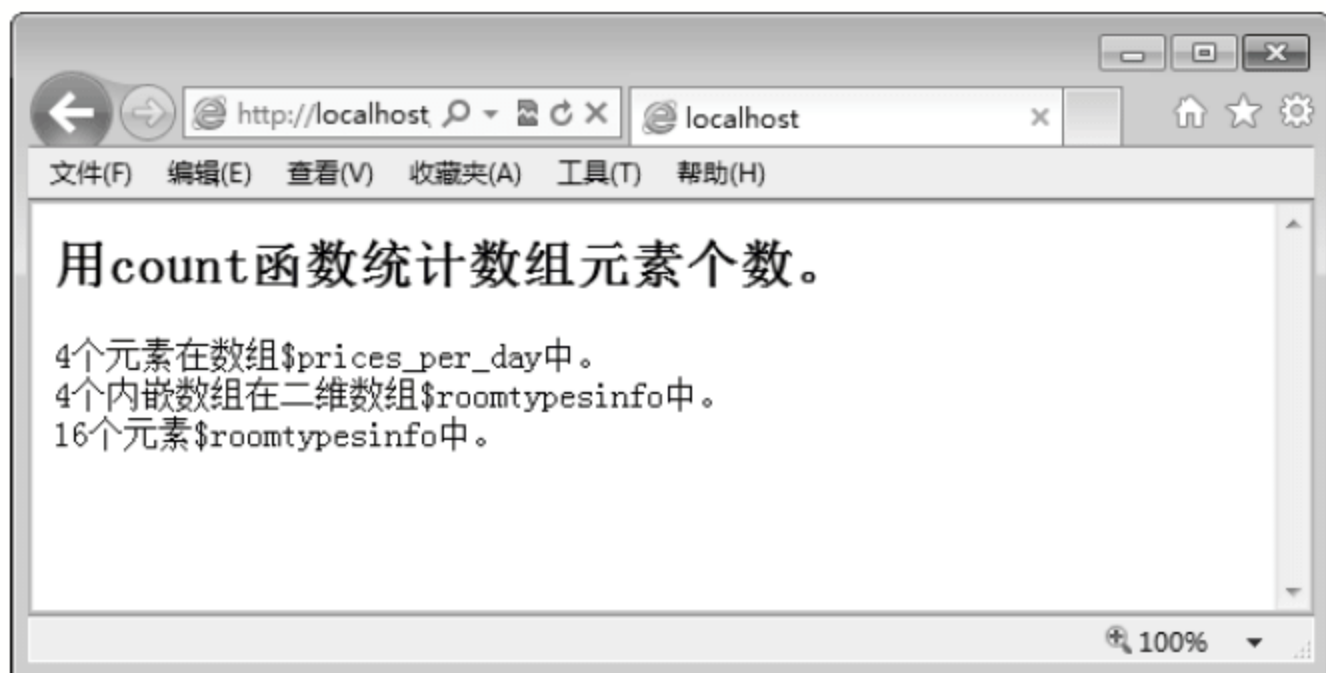 http://localhost
localhost
文件(F) 编辑(E) 查看(V) 收藏夹(A) 工具(T) 帮助(H)
用count函数统计数组元素个数。
4个元素在数组$prices_per_day中。
4个内嵌数组在二维数组$roomtypesinfo中。
16个元素$roomtypesinfo中。
100%